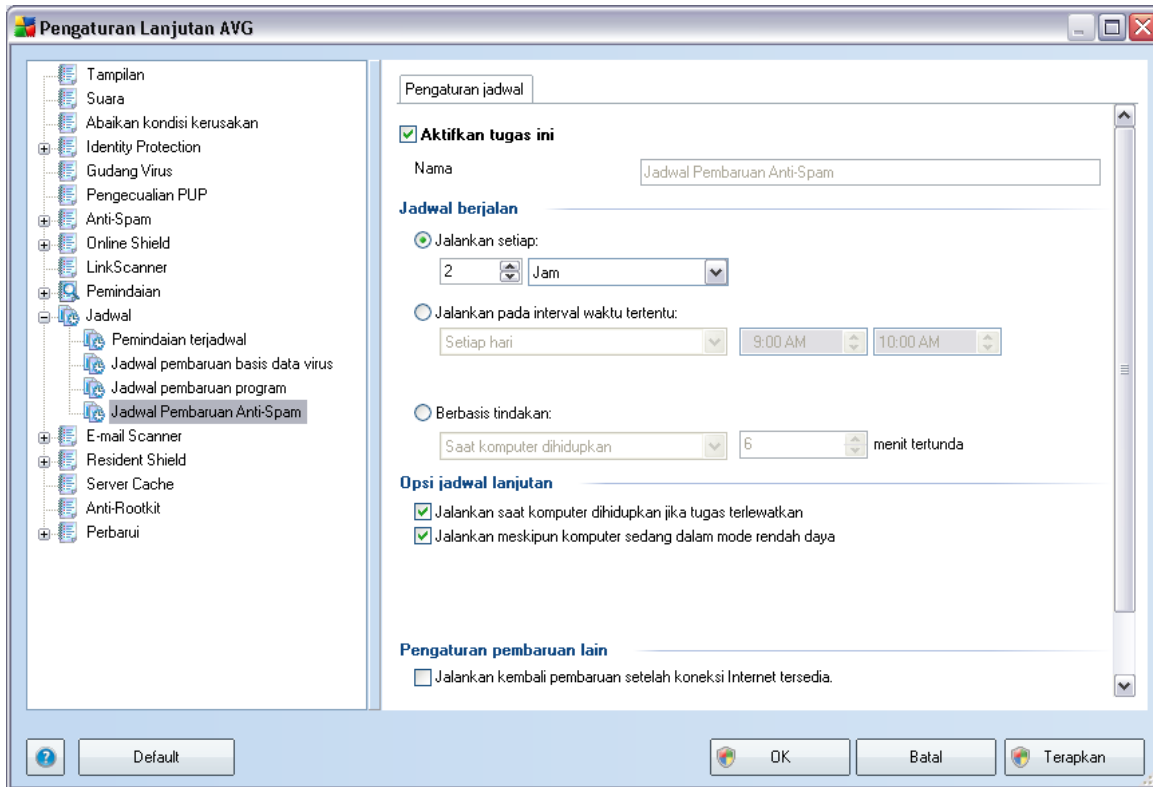 Pengaturan Lanjutan AVG
Tampilan
Suara
Abaikan kondisi kerusakan
Identity Protection
Gudang Virus
Pengecualian PUP
Anti-Spam
Online Shield
LinkScanner
Pemindaian
Jadwal
Pemindaian terjadwal
Jadwal pembaruan basis data virus
Jadwal pembaruan program
Jadwal Pembaruan Anti-Spam
E-mail Scanner
Resident Shield
Server Cache
Anti-Rootkit
Perbarui
Pengaturan jadwal
Aktifkan tugas ini
Nama Jadwal Pembaruan Anti-Spam
Jadwal berjalan
Jalankan setiap:
2 Jam
Jalankan pada interval waktu tertentu:
Setiap hari 9:00 AM 10:00 AM
Berbasis tindakan:
Saat komputer dihidupkan 6 menit tertunda
Opsi jadwal lanjutan
Jalankan saat komputer dihidupkan jika tugas terlewatkan
Jalankan meskipun komputer sedang dalam mode rendah daya
Pengaturan pembaruan lain
Jalankan kembali pembaruan setelah koneksi Internet tersedia.
? Default OK Batal Terapkan